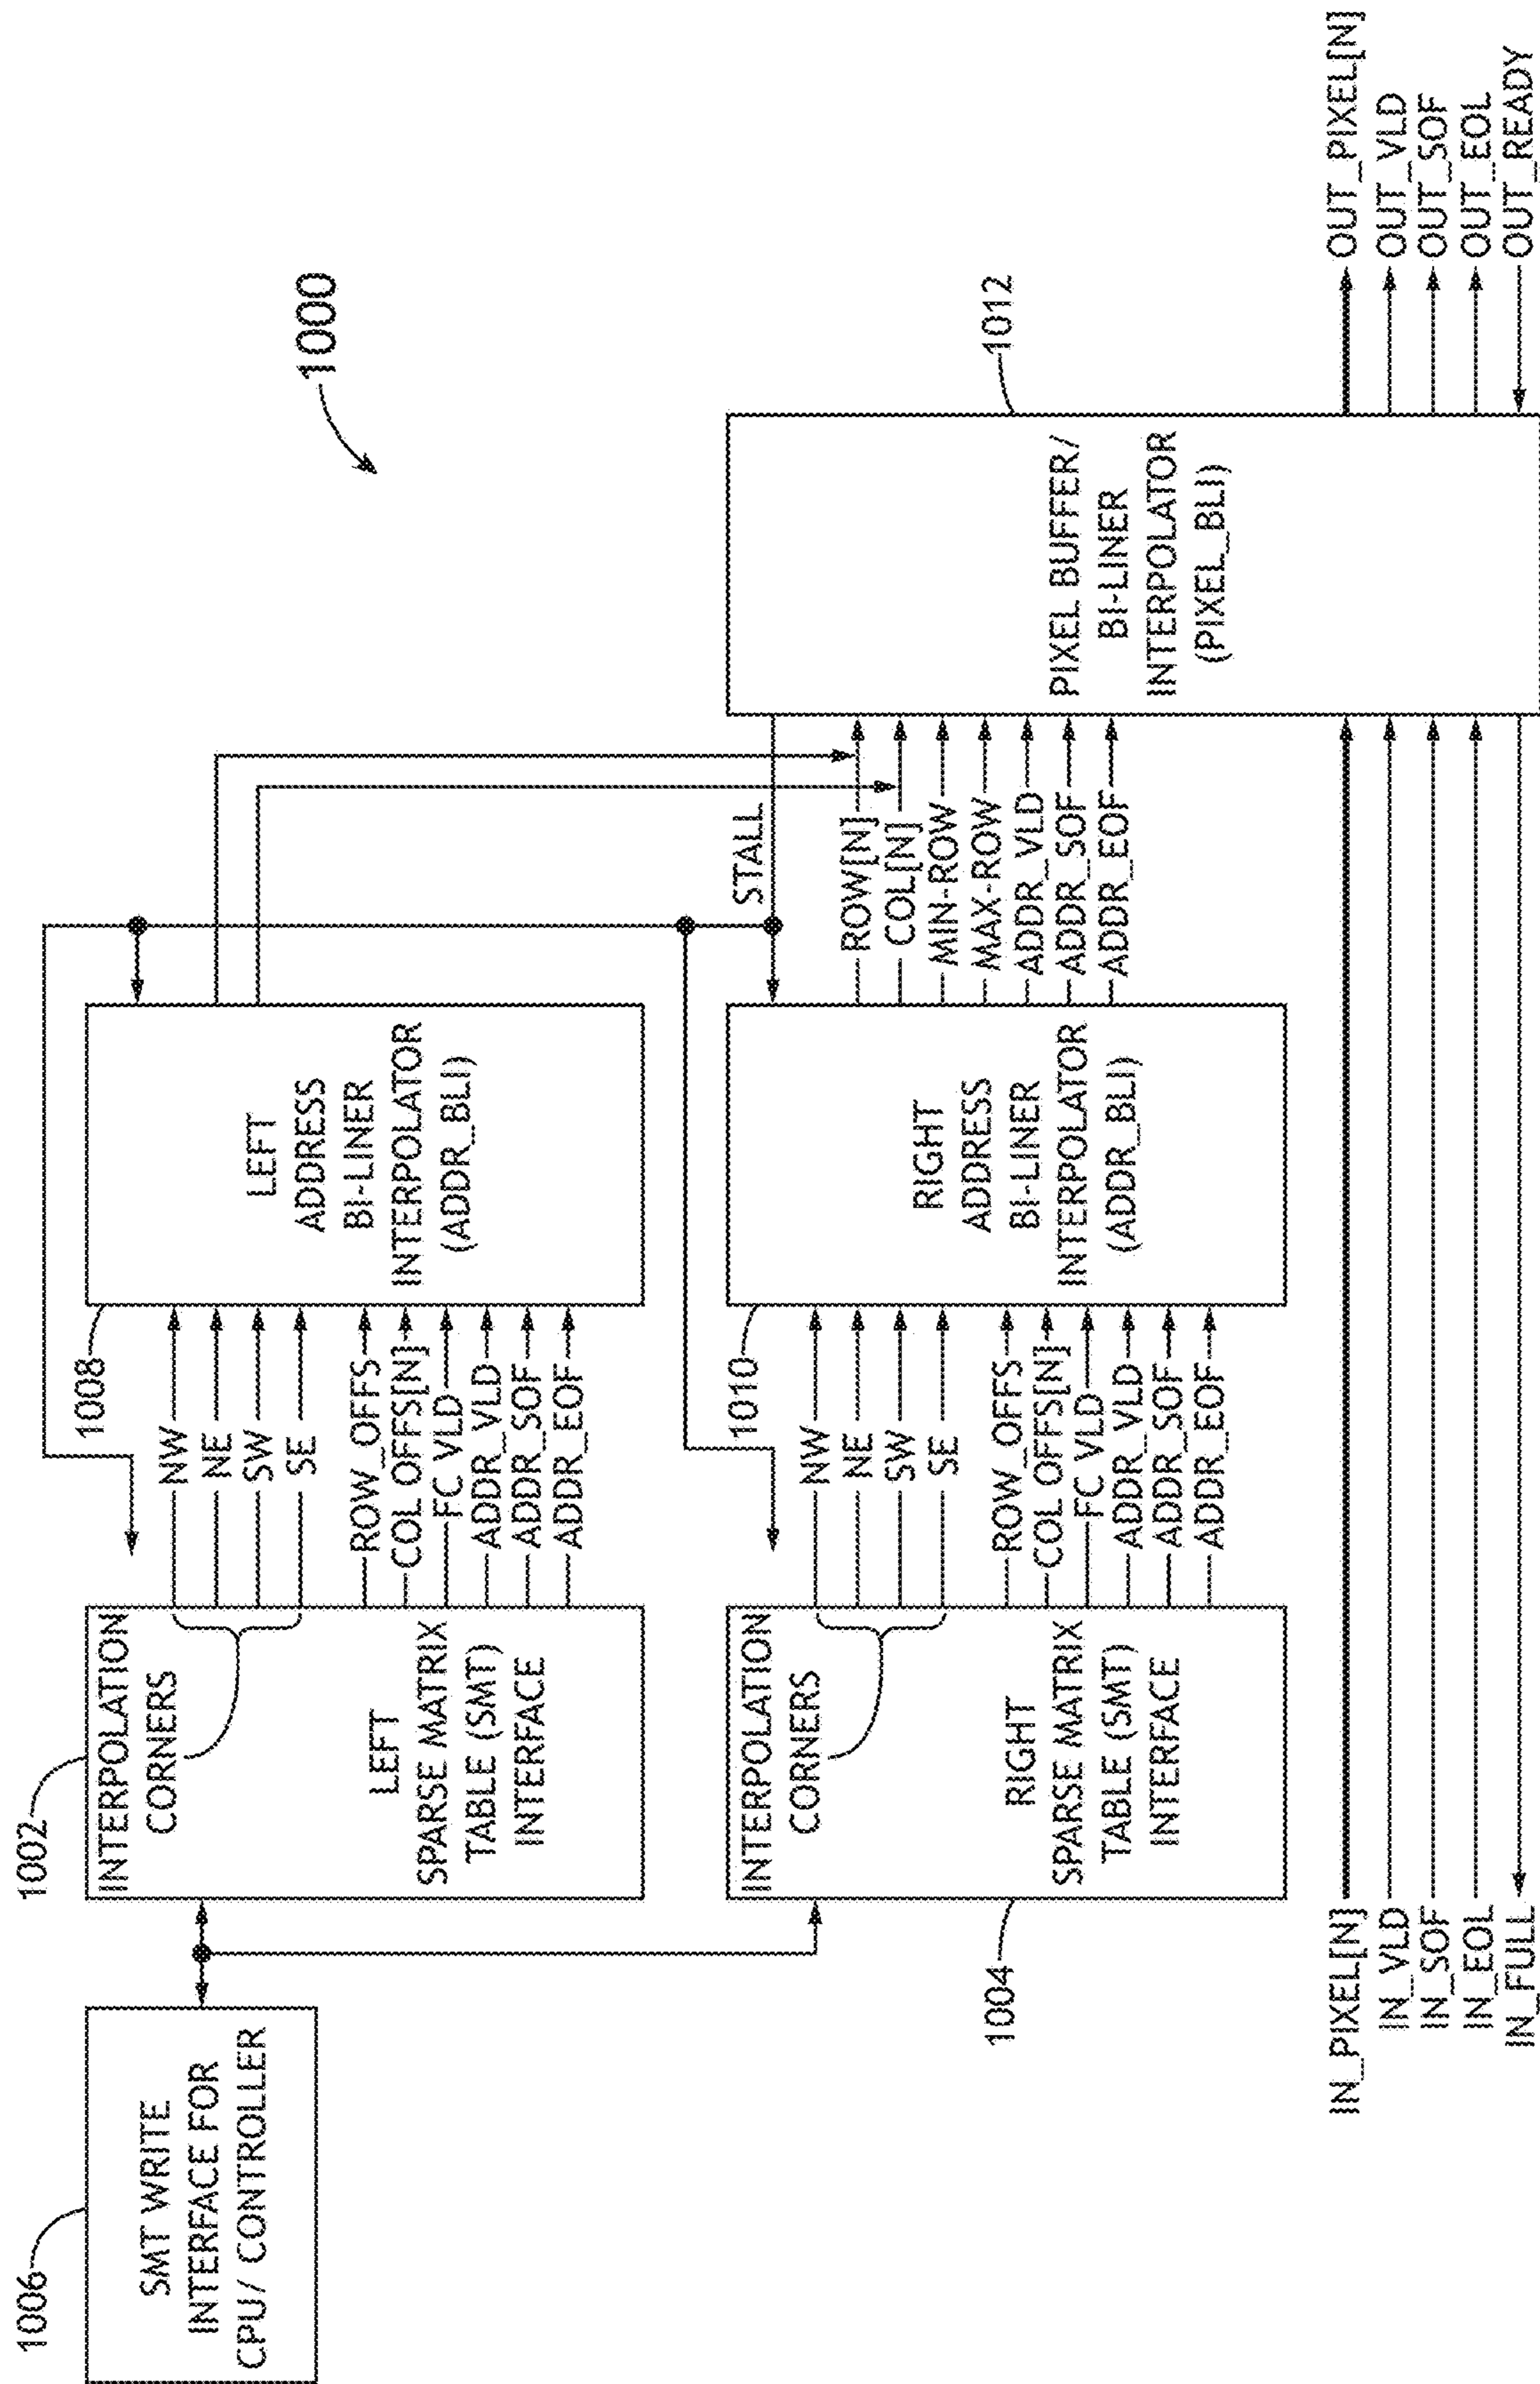 1000
1006
SMT WRITE
INTERFACE FOR
CPU/ CONTROLLER
1002
INTERPOLATION
CORNERS
LEFT
SPARSE MATRIX
TABLE (SMT)
INTERFACE
NW
NE
SW
SE
ROW_OFFS
COL OFFS[N]
FC VLD
ADDR_VLD
ADDR_SOF
ADDR_EOF
1008
LEFT
ADDRESS
BI-LINER
INTERPOLATOR
(ADDR_BLI)
1004
INTERPOLATION
CORNERS
RIGHT
SPARSE MATRIX
TABLE (SMT)
INTERFACE
NW
NE
SW
SE
ROW_OFFS
COL OFFS[N]
FC VLD
ADDR_VLD
ADDR_SOF
ADDR_EOF
1010
RIGHT
ADDRESS
BI-LINER
INTERPOLATOR
(ADDR_BLI)
STALL
ROW[N]
COL[N]
MIN-ROW
MAX-ROW
ADDR_VLD
ADDR_SOF
ADDR_EOF
1012
PIXEL BUFFER/
BI-LINER
INTERPOLATOR
(PIXEL_BLI)
IN_PIXEL[N]
IN_VLD
IN_SOF
IN_EOL
IN_FULL
OUT_PIXEL[N]
OUT_VLD
OUT_SOF
OUT_EOL
OUT_READY